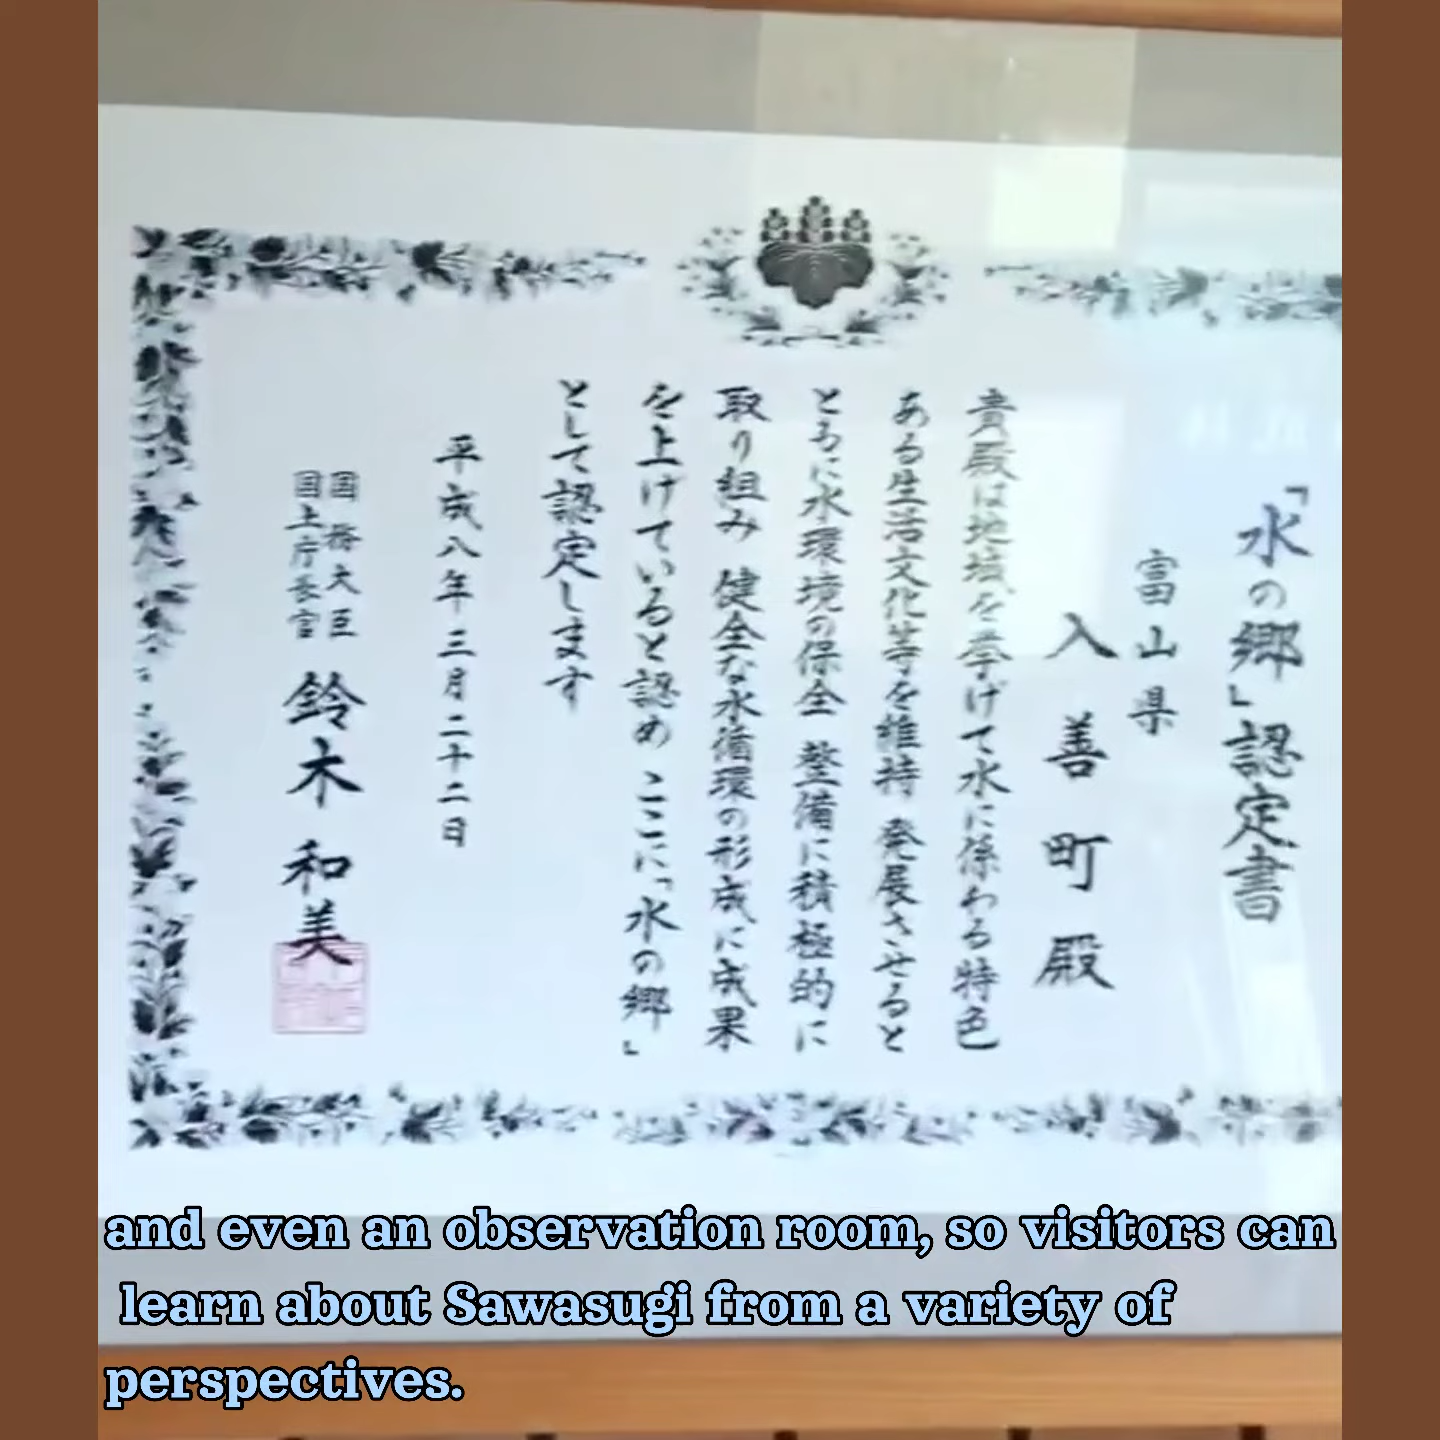 「水の郷」認定書
富山県
入善町殿
貴殿は地域を挙げて水に係わる特色
ある生活文化等を維持 発展させると
ともに水環境の保全 整備に積極的に
取り組み 健全な水循環の形成に成果
を上げていると認め ここに「水の郷」
として認定します
平成八年三月二十二日
国務大臣
国土庁長官
鈴木和美
and even an observation room, so visitors can
learn about Sawasugi from a variety of
perspectives.